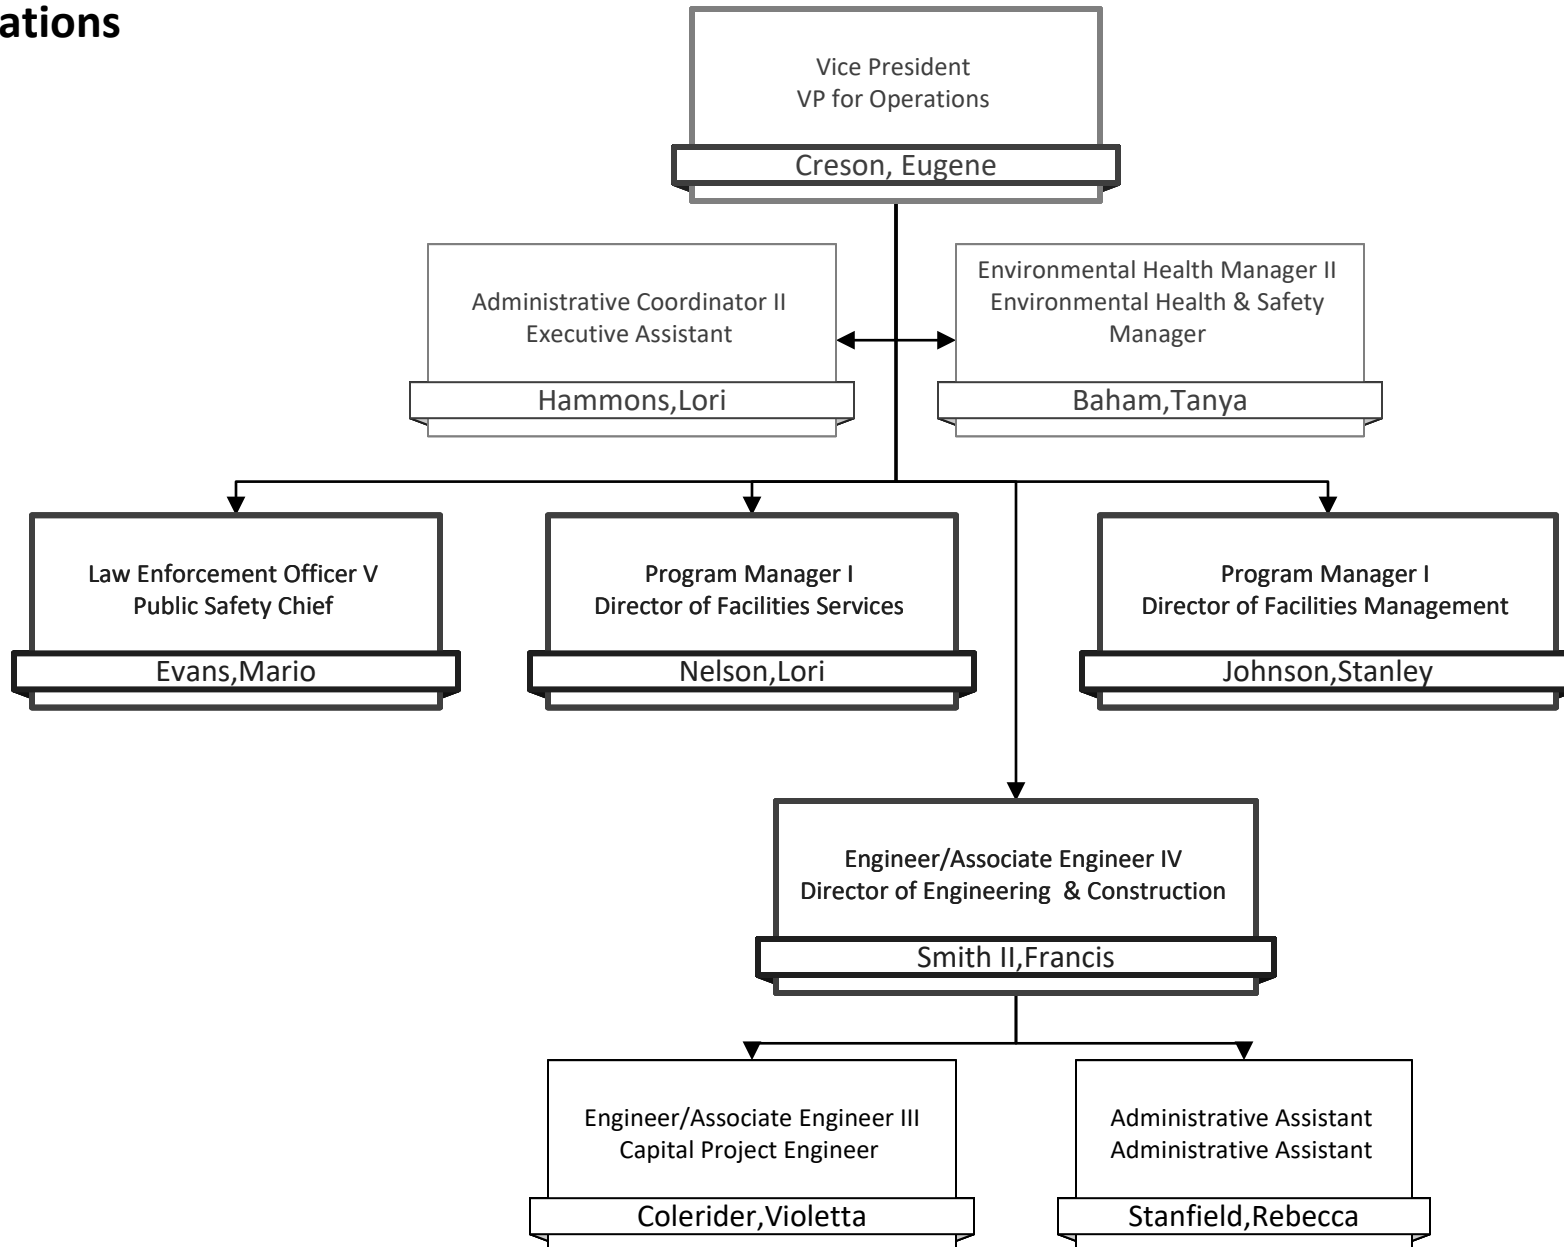 ations
Vice President
VP for Operations
Creson, Eugene
Administrative Coordinator II
Executive Assistant
Hammons,Lori
Environmental Health Manager II
Environmental Health & Safety
Manager
Baham,Tanya
Law Enforcement Officer V
Public Safety Chief
Evans,Mario
Program Manager I
Director of Facilities Services
Nelson,Lori
Program Manager I
Director of Facilities Management
Johnson,Stanley
Engineer/Associate Engineer IV
Director of Engineering  & Construction
Smith II,Francis
Engineer/Associate Engineer III
Capital Project Engineer
Colerider,Violetta
Administrative Assistant
Administrative Assistant
Stanfield,Rebecca